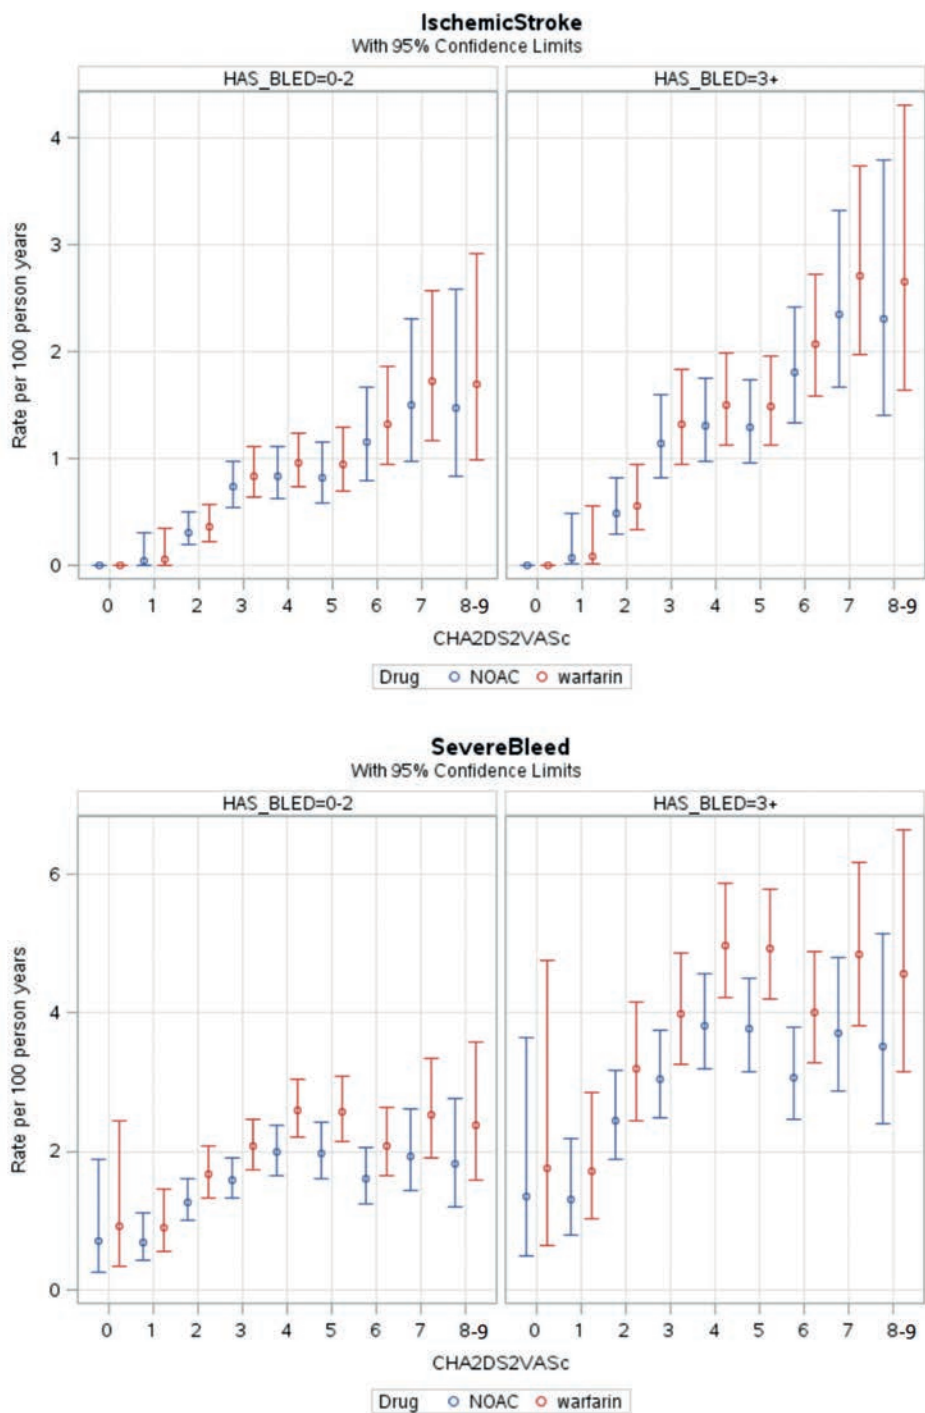 IschemicStroke
With 95% Confidence Limits
HAS_BLED=0-2 HAS_BLED=3+
Rate per 100 person years
4
3
2
1
0
0 1 2 3 4 5 6 7 8-9 0 1 2 3 4 5 6 7 8-9
CHA2DS2VASc
Drug NOAC warfarin
SevereBleed
With 95% Confidence Limits
HAS_BLED=0-2 HAS_BLED=3+
Rate per 100 person years
6
4
2
0
0 1 2 3 4 5 6 7 8-9 0 1 2 3 4 5 6 7 8-9
CHA2DS2VASc
Drug NOAC warfarin